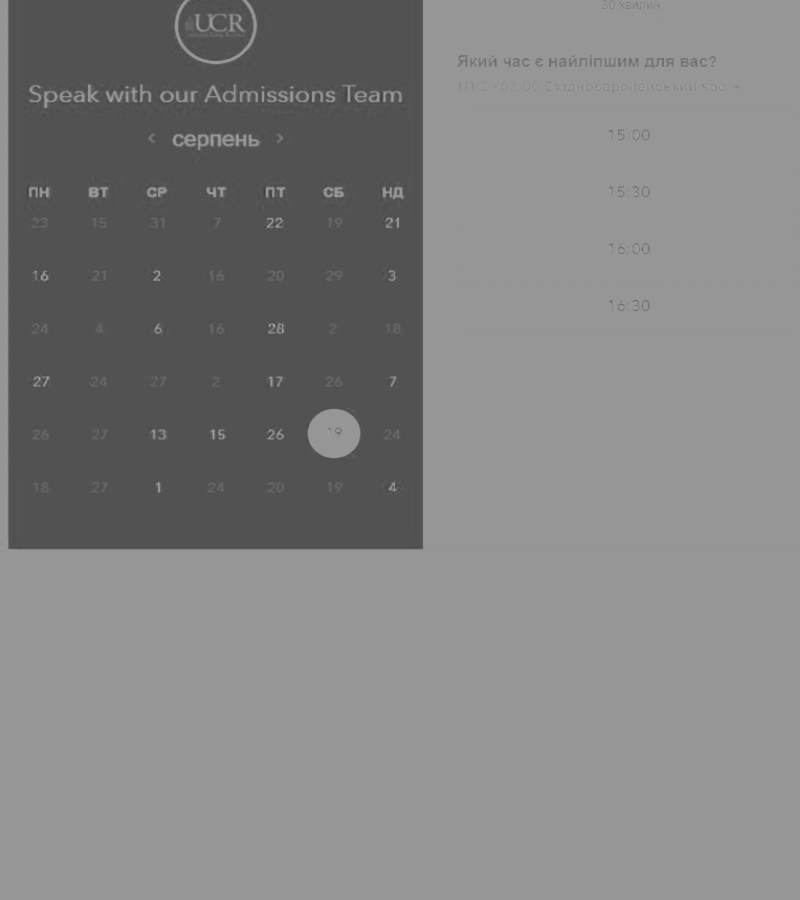 UCR
Speak with our Admissions Team
< серпень >
ПН ВТ СР ЧТ ПТ СБ НД
23 15 31 7 22 19 21
16 21 2 16 20 29 3
24 4 6 16 28 2 18
27 24 27 2 17 26 7
26 27 13 15 26 19 24
18 27 1 24 20 19 4
30 хвилин
Який час є найліпшим для вас?
Східноєвропейський час
15:00
15:30
16:00
16:30